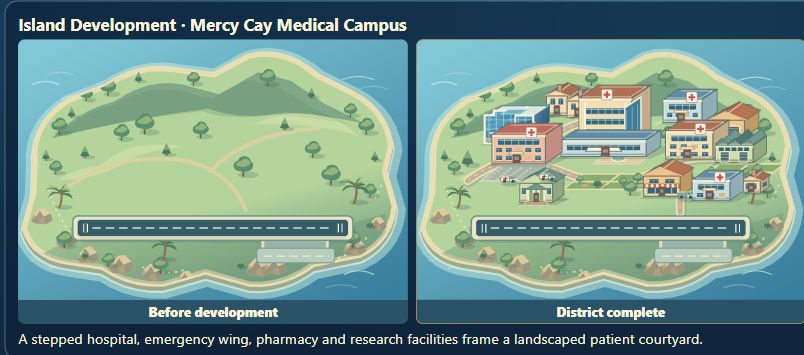 Island Development · Mercy Cay Medical Campus
Before development
District complete
A stepped hospital, emergency wing, pharmacy and research facilities frame a landscaped patient courtyard.